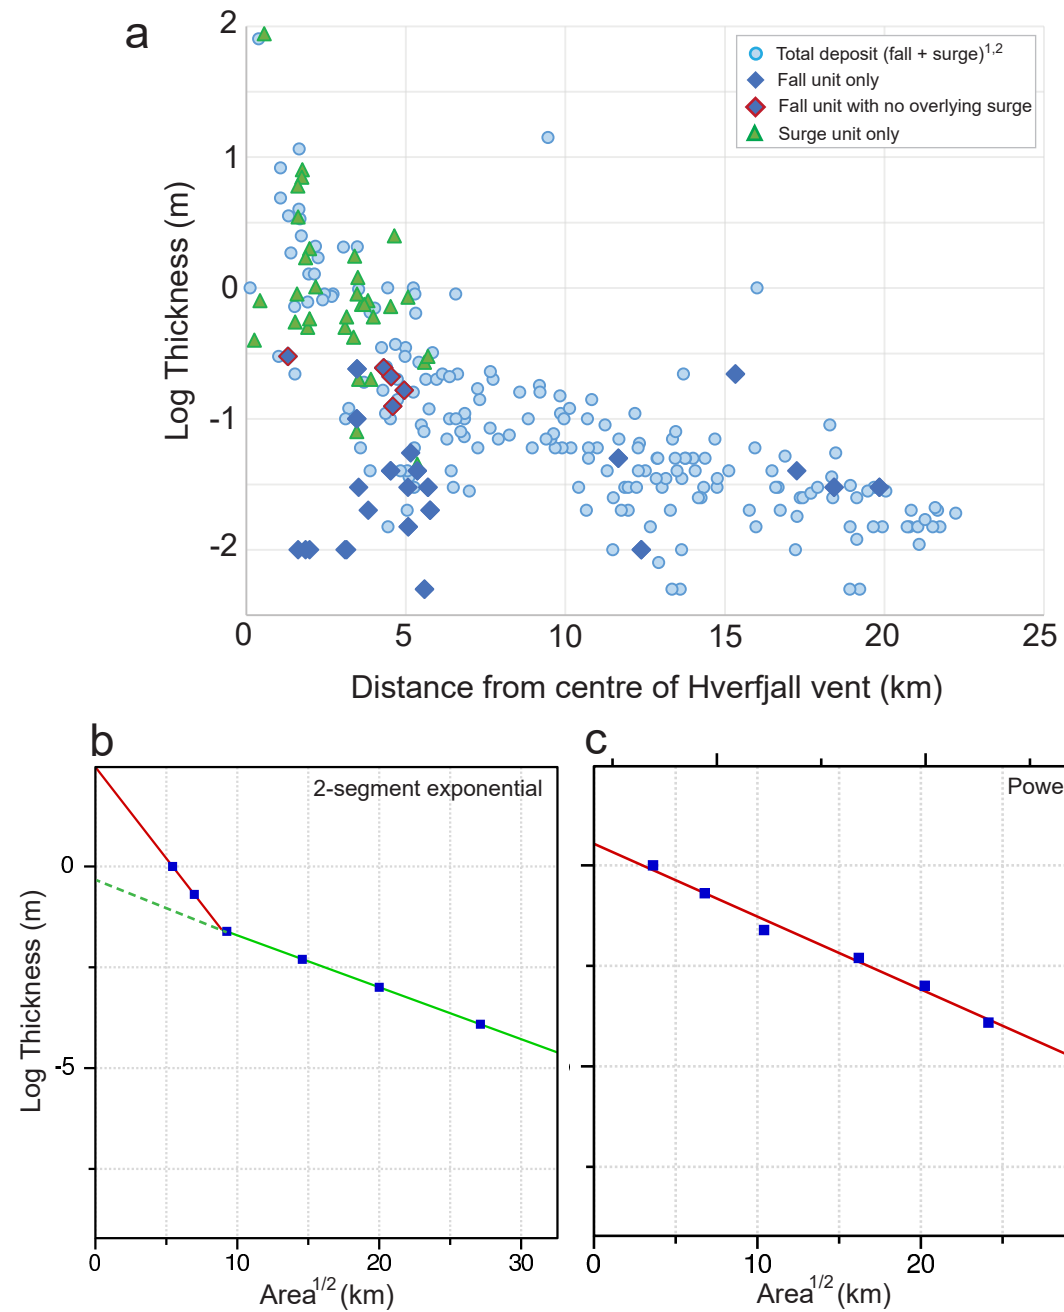 a
2
1
0
-1
-2
Log Thickness (m)
Total deposit (fall + surge)1,2
Fall unit only
Fall unit with no overlying surge
Surge unit only
0 5 10 15 20 25
Distance from centre of Hverfjall vent (km)
b
2-segment exponential
0
-5
Log Thickness (m)
0 10 20 30
Area1/2 (km)
c
Powe
0 10 20
Area1/2 (km)